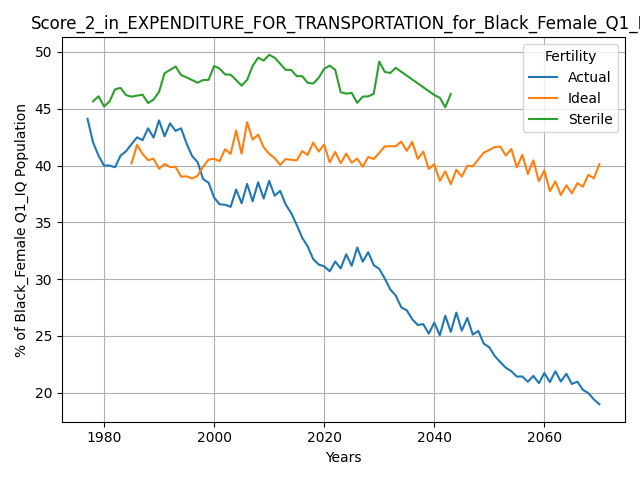 Score_2_in_EXPENDITURE_FOR_TRANSPORTATION_for_Black_Female_Q1_I
% of Black_Female Q1_IQ Population
50
45
40
35
30
25
20
Fertility
Actual
Ideal
Sterile
1980 2000 2020 2040 2060
Years